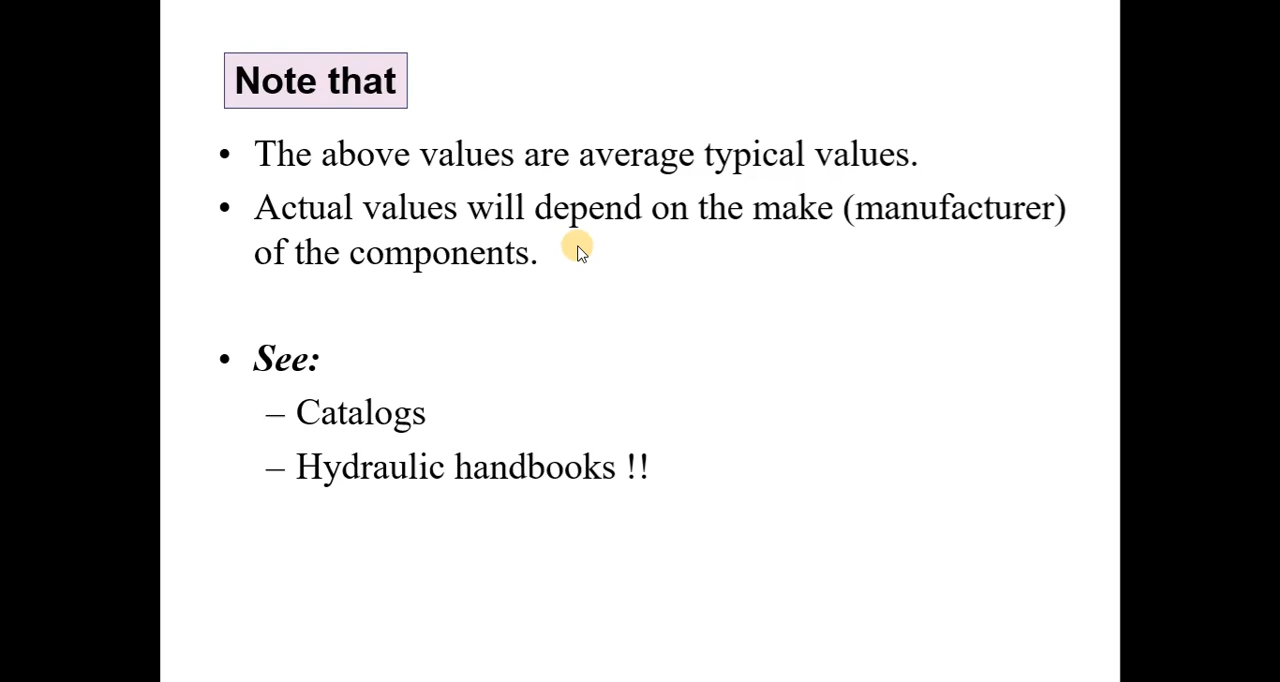 Note that
• The above values are average typical values.
• Actual values will depend on the make (manufacturer)
of the components.
• See:
– Catalogs
– Hydraulic handbooks !!